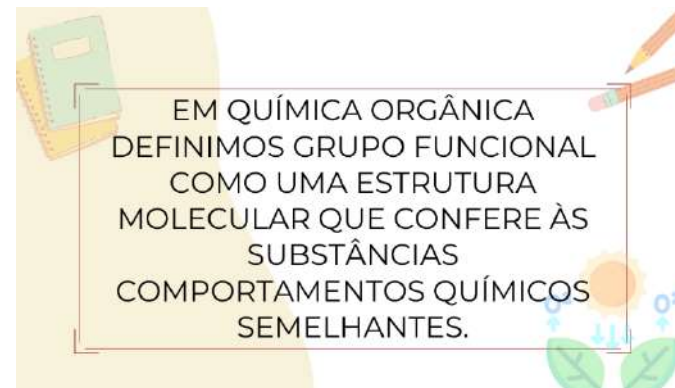 EM QUÍMICA ORGÂNICA
DEFINIMOS GRUPO FUNCIONAL
COMO UMA ESTRUTURA
MOLECULAR QUE CONFERE ÀS
SUBSTÂNCIAS
COMPORTAMENTOS QUÍMICOS
SEMELHANTES.